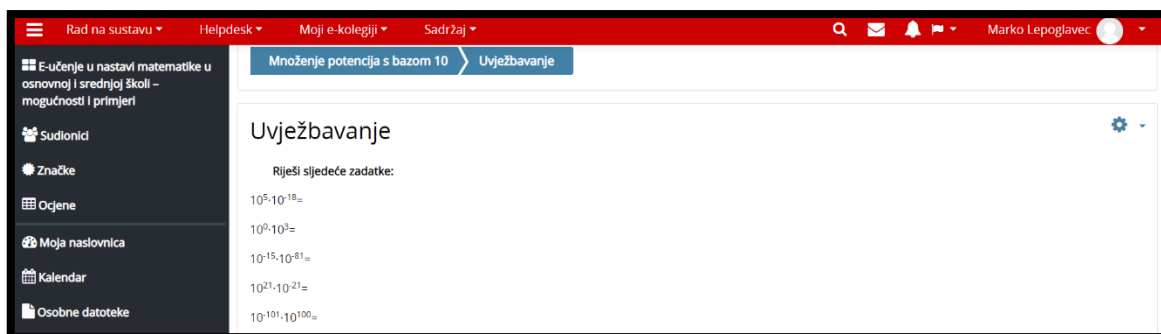 Rad na sustavu Helpdesk Moji e-kolegiji Sadržaj Marko Lepoglavec
E-učenje u nastavi matematike u
osnovnoj i srednjoj školi –
mogućnosti i primjeri
Sudionici
Značke
Ocjene
Moja naslovnica
Kalendar
Osobne datoteke
Množenje potencija s bazom 10 Uvježbavanje
Uvježbavanje
Riješi sljedeće zadatke:
10⁵·10⁻¹⁸=
10⁰·10³=
10⁻¹⁵·10⁻⁸¹=
10²¹·10⁻²¹=
10⁻¹⁰¹·10¹⁰⁰=